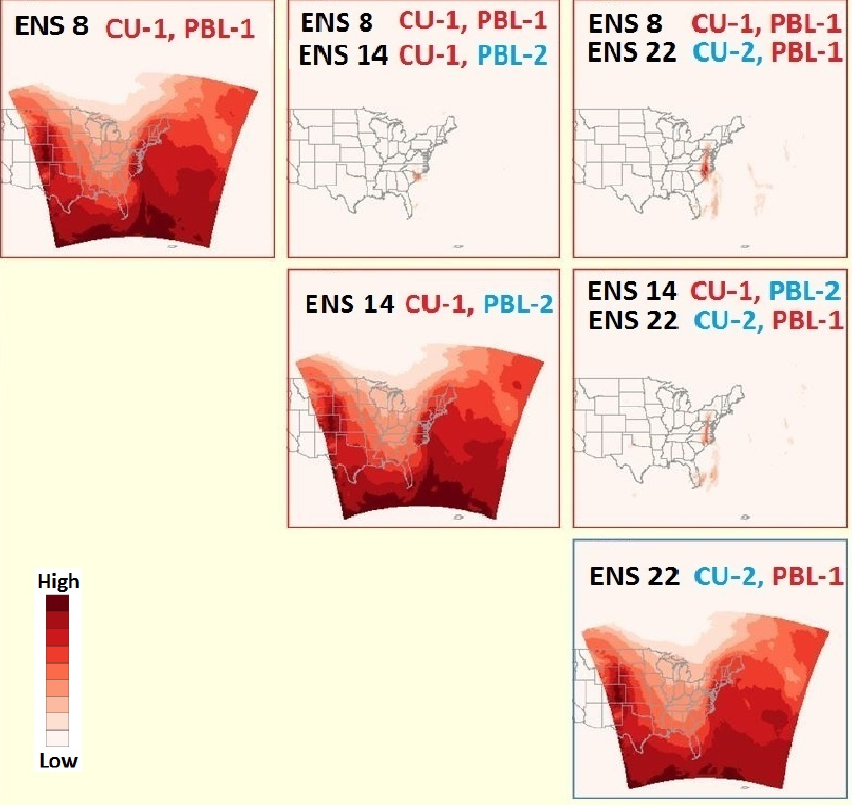 ENS 8 CU-1, PBL-1
ENS 8 CU-1, PBL-1
ENS 14 CU-1, PBL-2
ENS 8 CU-1, PBL-1
ENS 22 CU-2, PBL-1
ENS 14 CU-1, PBL-2
ENS 14 CU-1, PBL-2
ENS 22 CU-2, PBL-1
High
Low
ENS 22 CU-2, PBL-1